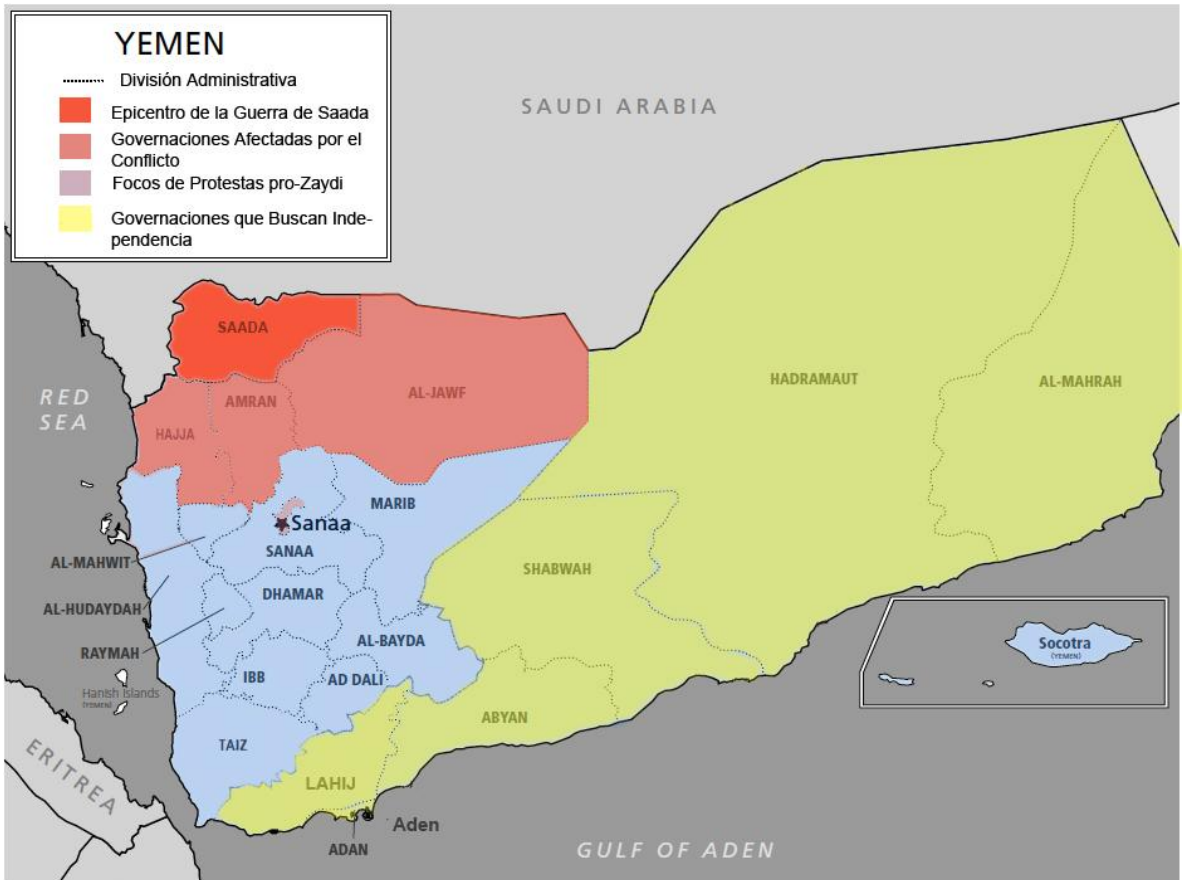 YEMEN
División Administrativa
Epicentro de la Guerra de Saada
Governaciones Afectadas por el
Conflicto
Focos de Protestas pro-Zaydi
Governaciones que Buscan Inde-
pendencia
SAUDI ARABIA
SAADA
RED
SEA
HADRAMAUT
AL-MAHRAH
AL-JAWF
AMRAN
HAJJA
MARIB
Sanaa
SANAA
AL-MAHWIT
SHABWAH
DHAMAR
AL-HUDAYDAH
AL-BAYDA
RAYMAH
Socotra
(YEMEN)
IBB
AD DALI
Hanish Islands
(YEMEN)
ABYAN
TAIZ
ERITREA
LAHIJ
Aden
ADAN
GULF OF ADEN